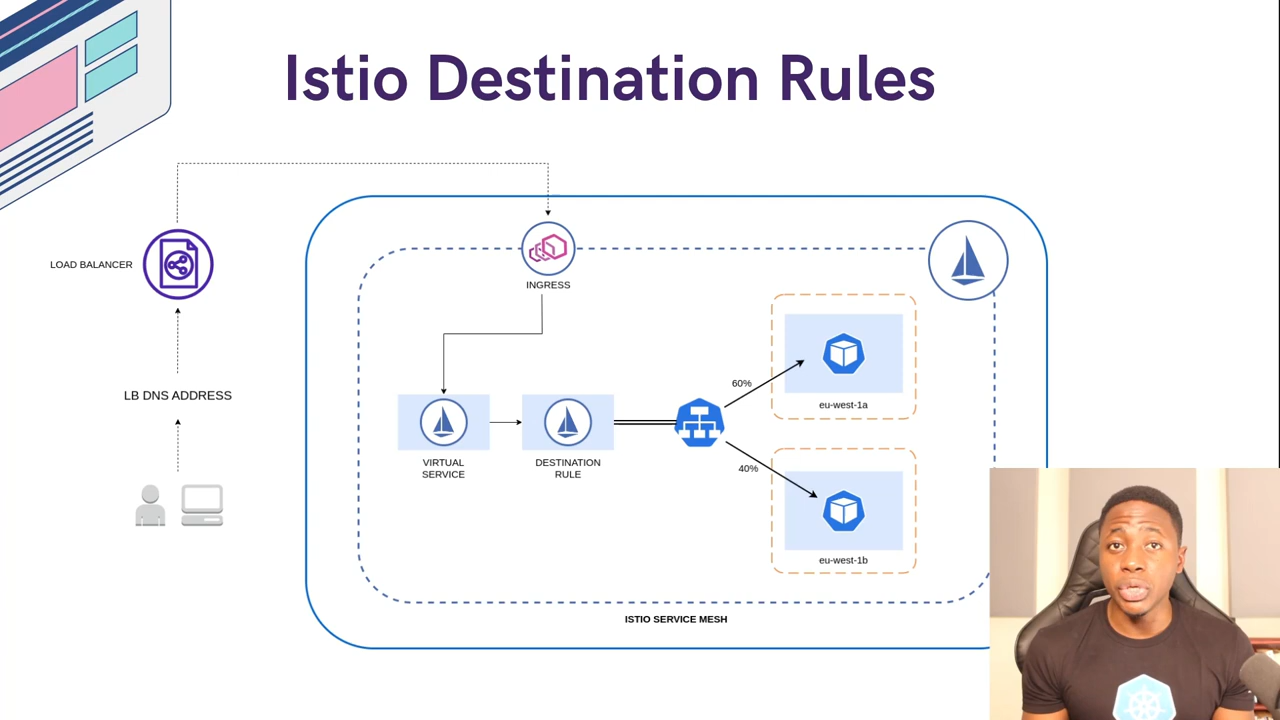 Istio Destination Rules
LOAD BALANCER
INGRESS
60%
eu-west-1a
LB DNS ADDRESS
VIRTUAL
SERVICE
DESTINATION
RULE
40%
eu-west-1b
ISTIO SERVICE MESH